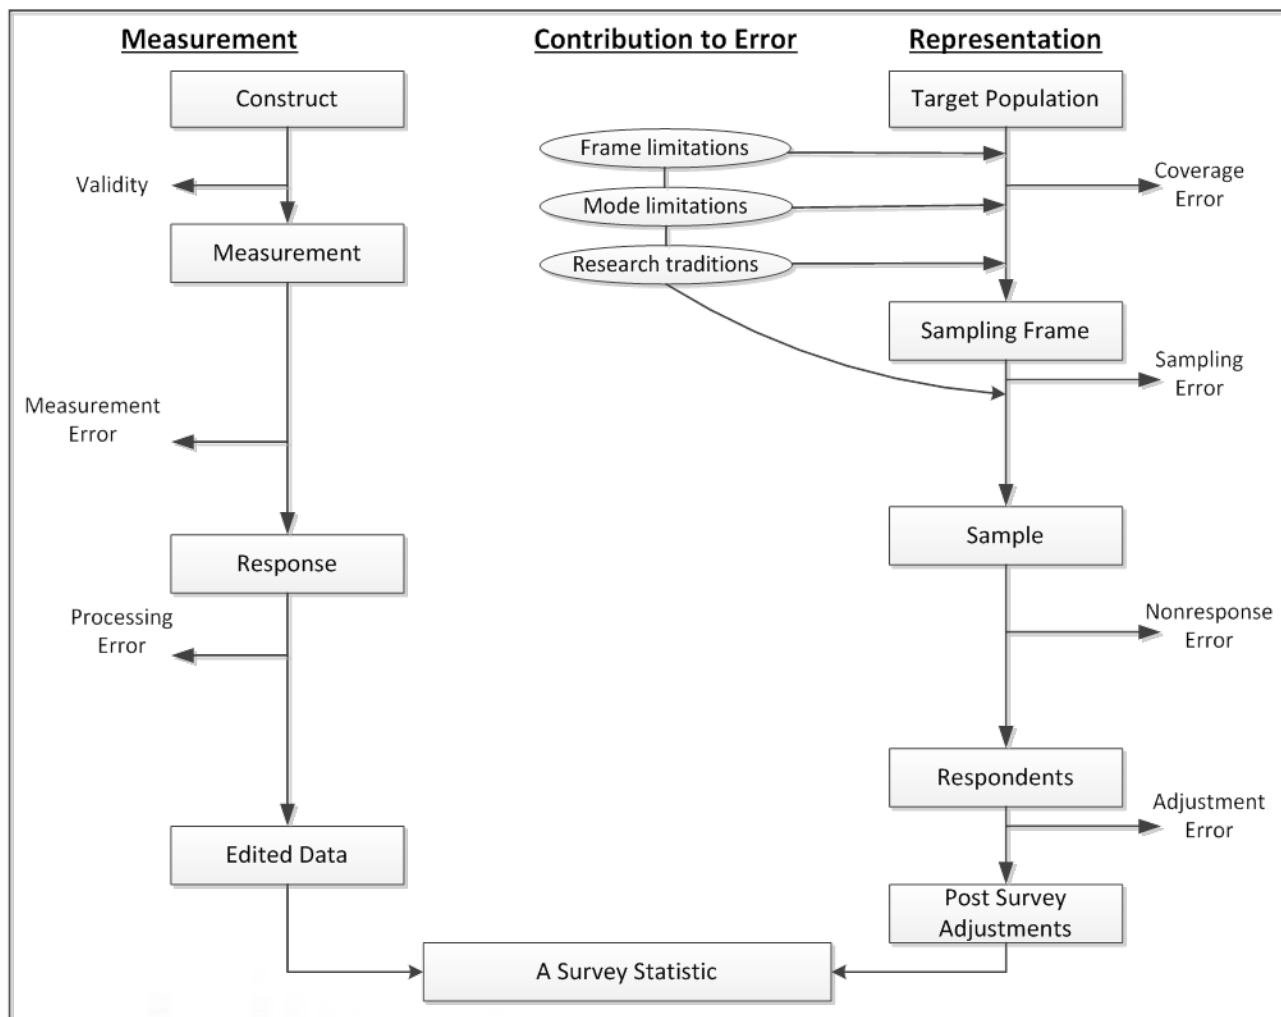 Measurement
Contribution to Error
Representation
Construct
Target Population
Frame limitations
Validity
Coverage
Error
Mode limitations
Measurement
Research traditions
Sampling Frame
Sampling
Error
Measurement
Error
Sample
Response
Processing
Error
Nonresponse
Error
Respondents
Adjustment
Error
Edited Data
Post Survey
Adjustments
A Survey Statistic